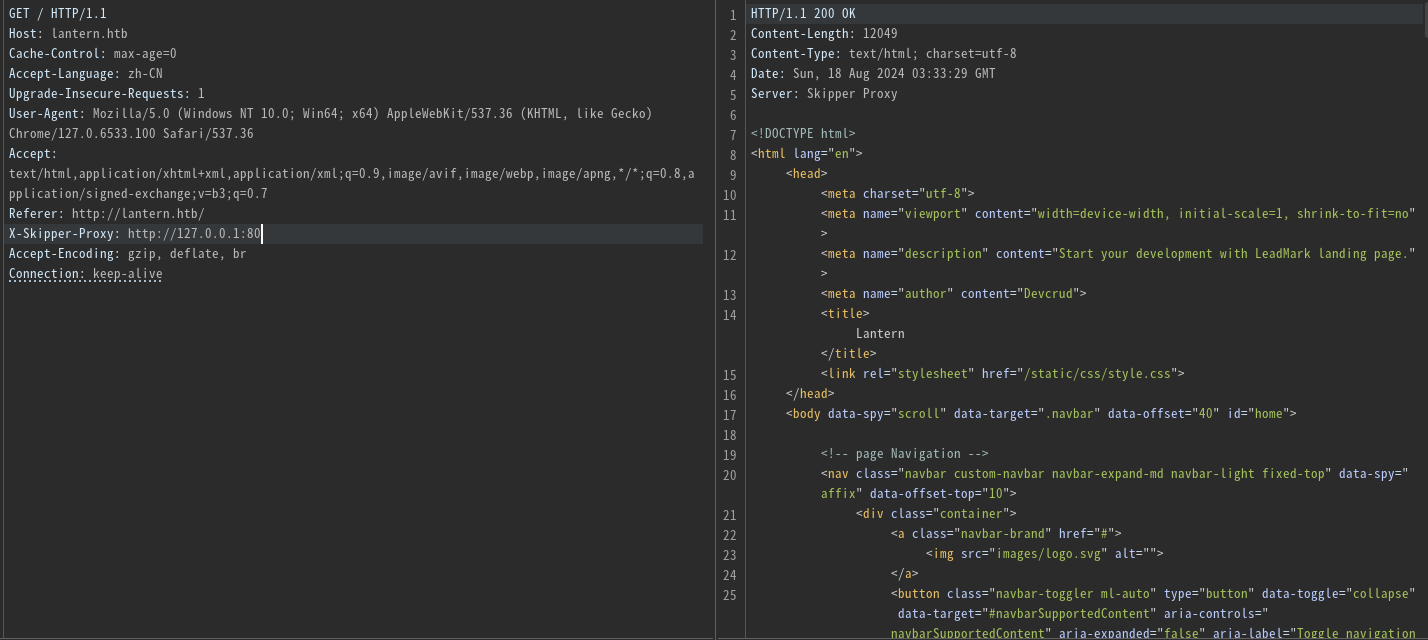 GET / HTTP/1.1
Host: lantern.htb
Cache-Control: max-age=0
Accept-Language: zh-CN
Upgrade-Insecure-Requests: 1
User-Agent: Mozilla/5.0 (Windows NT 10.0; Win64; x64) AppleWebKit/537.36 (KHTML, like Gecko)
Chrome/127.0.6533.100 Safari/537.36
Accept:
text/html,application/xhtml+xml,application/xml;q=0.9,image/avif,image/webp,image/apng,*/*;q=0.8,a
pplication/signed-exchange;v=b3;q=0.7
Referer: http://lantern.htb/
X-Skipper-Proxy: http://127.0.0.1:80
Accept-Encoding: gzip, deflate, br
Connection: keep-alive
1 HTTP/1.1 200 OK
2 Content-Length: 12049
3 Content-Type: text/html; charset=utf-8
4 Date: Sun, 18 Aug 2024 03:33:29 GMT
5 Server: Skipper Proxy
6
7 <!DOCTYPE html>
8 <html lang="en">
9 <head>
10 <meta charset="utf-8">
11 <meta name="viewport" content="width=device-width, initial-scale=1, shrink-to-fit=no"
>
12 <meta name="description" content="Start your development with LeadMark landing page."
>
13 <meta name="author" content="Devcrud">
14 <title>
Lantern
</title>
15 <link rel="stylesheet" href="/static/css/style.css">
16 </head>
17 <body data-spy="scroll" data-target=".navbar" data-offset="40" id="home">
18
19 <!-- page Navigation -->
20 <nav class="navbar custom-navbar navbar-expand-md navbar-light fixed-top" data-spy="
affix" data-offset-top="10">
21 <div class="container">
22 <a class="navbar-brand" href="#">
23 <img src="images/logo.svg" alt="">
24 </a>
25 <button class="navbar-toggler ml-auto" type="button" data-toggle="collapse"
data-target="#navbarSupportedContent" aria-controls="
navbarSupportedContent" aria-expanded="false" aria-label="Toggle navigation